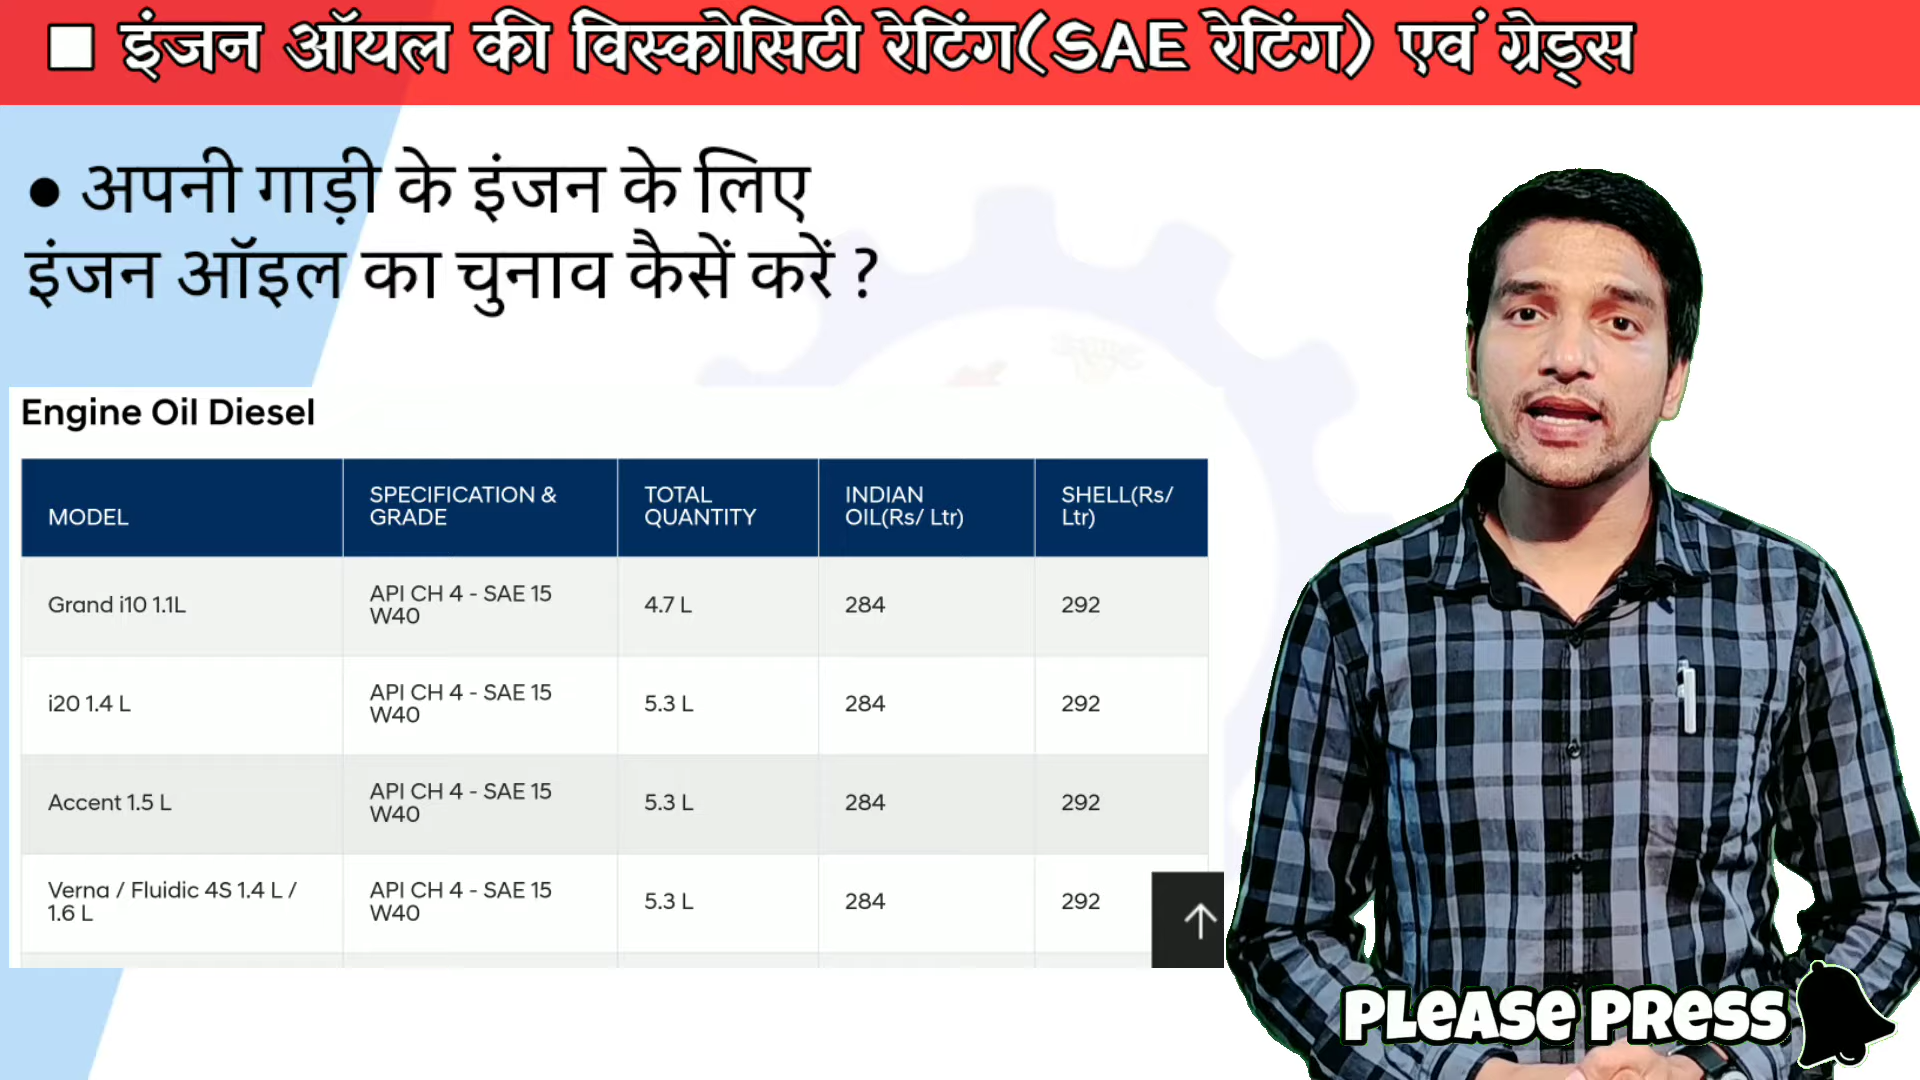 ■ इंजन ऑयल की विस्कोसिटी रेटिंग(SAE रेटिंग) एवं ग्रेड्स
● अपनी गाड़ी के इंजन के लिए
इंजन ऑइल का चुनाव कैसें करें ?
Engine Oil Diesel
MODEL
SPECIFICATION &
GRADE
TOTAL
QUANTITY
INDIAN
OIL(Rs/ Ltr)
SHELL(Rs/
Ltr)
Grand i10 1.1L
API CH 4 - SAE 15
W40
4.7 L
284
292
i20 1.4 L
API CH 4 - SAE 15
W40
5.3 L
284
292
Accent 1.5 L
API CH 4 - SAE 15
W40
5.3 L
284
292
Verna / Fluidic 4S 1.4 L /
1.6 L
API CH 4 - SAE 15
W40
5.3 L
284
292
PLEASE PRESS